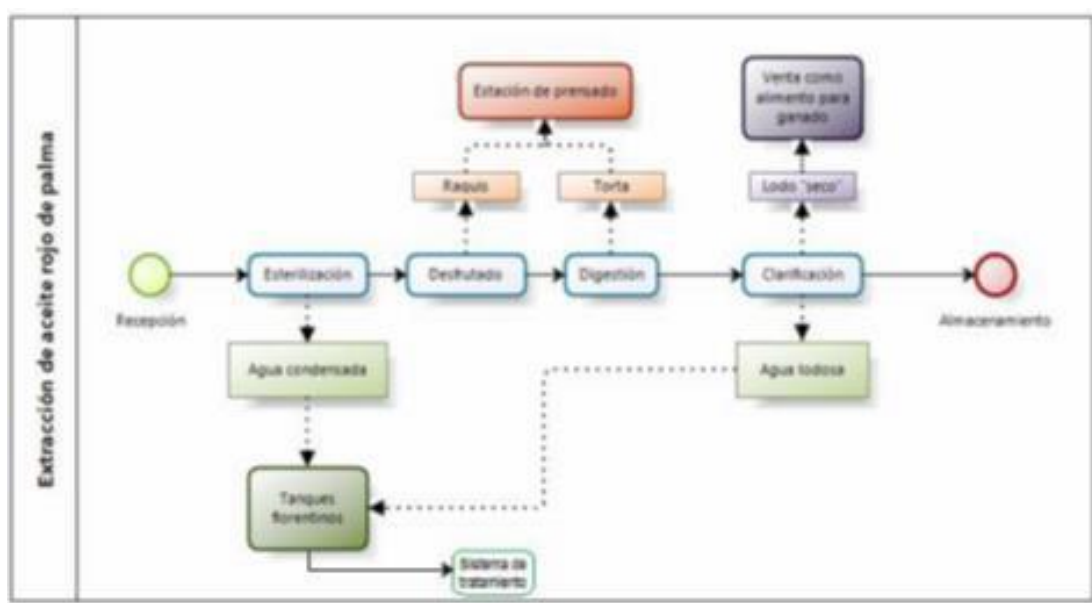 Extracción de aceite rojo de palma
Estación de prensado
Venta como
alimento para
ganado
Raquis
Torta
Lodo "seco"
Esterilización
Desfrutado
Digestión
Clarificación
Recepción
Almacenamiento
Agua condensada
Agua lodosa
Tanques
florentinos
Sistema de
tratamiento